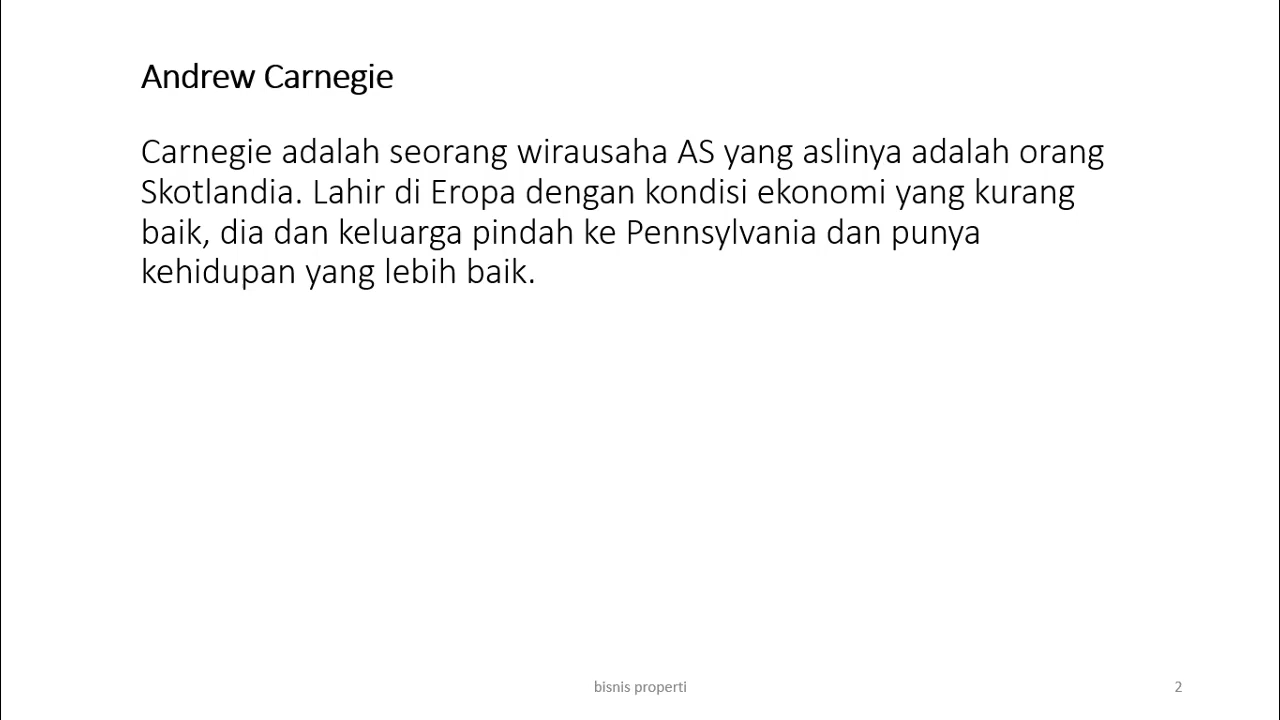 Andrew Carnegie
Carnegie adalah seorang wirausaha AS yang aslinya adalah orang
Skotlandia. Lahir di Eropa dengan kondisi ekonomi yang kurang
baik, dia dan keluarga pindah ke Pennsylvania dan punya
kehidupan yang lebih baik.
bisnis properti
2